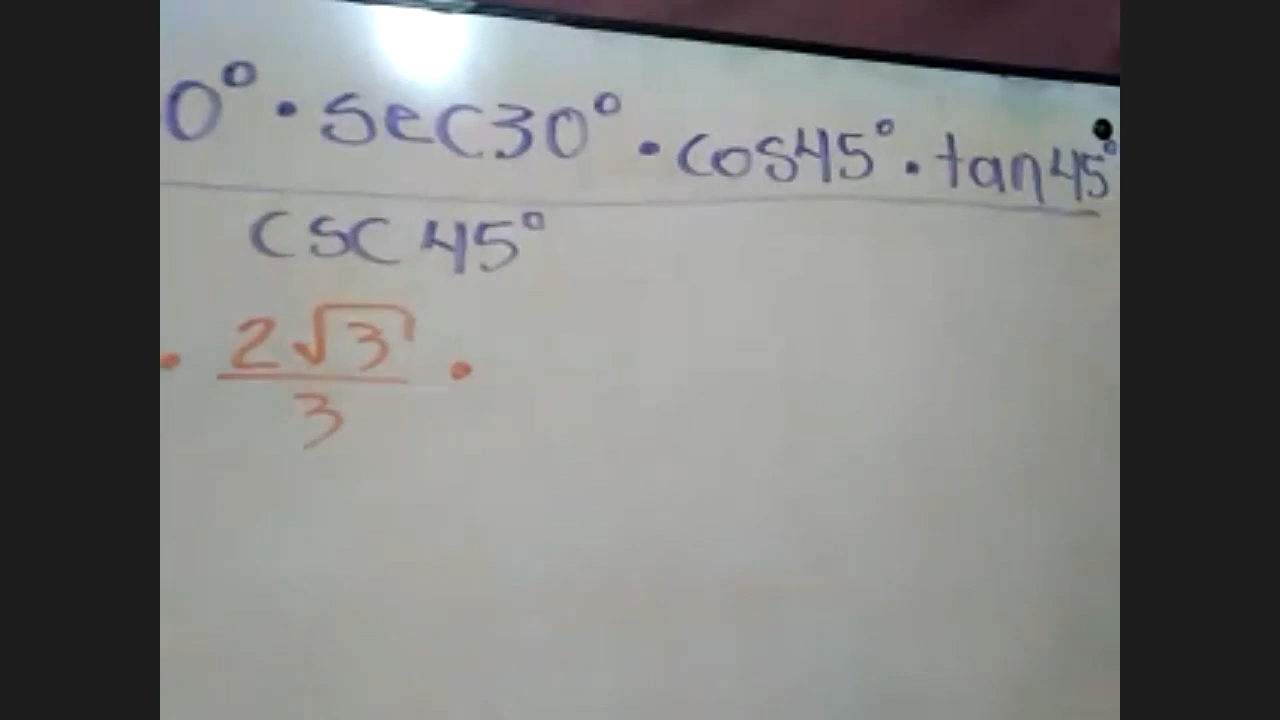 0° · sec30° · cos45° · tan45°
csc 45°
· 2√3 ·
3